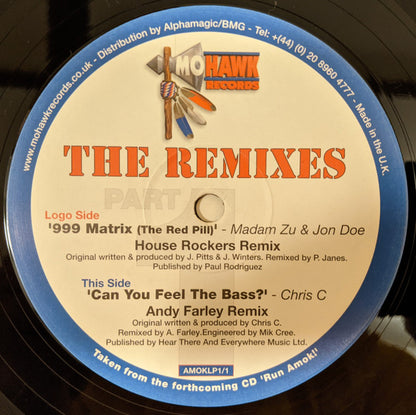 www.mohawkrecords.co.uk - Distribution by Alphamagic/BMG - Tel: +(44) (0) 20 8960 4777 - Made in the U.K.
MOHAWK
RECORDS
THE REMIXES
PART
Logo Side
'999 Matrix (The Red Pill)' - Madam Zu & Jon Doe
House Rockers Remix
Original written & produced by J. Pitts & J. Winters. Remixed by P. Janes.
Published by Paul Rodriguez
This Side
'Can You Feel The Bass?' - Chris C
Andy Farley Remix
Original written & produced by Chris C.
Remixed by A. Farley.Engineered by Mik Cree.
Published by Hear There And Everywhere Music Ltd.
AMOKLP1/1
Taken from the forthcoming CD 'Run Amok!'